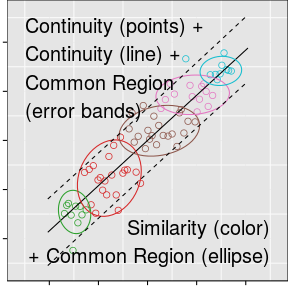 Continuity (points) +
Continuity (line) +
Common Region
(error bands)
Similarity (color)
+ Common Region (ellipse)